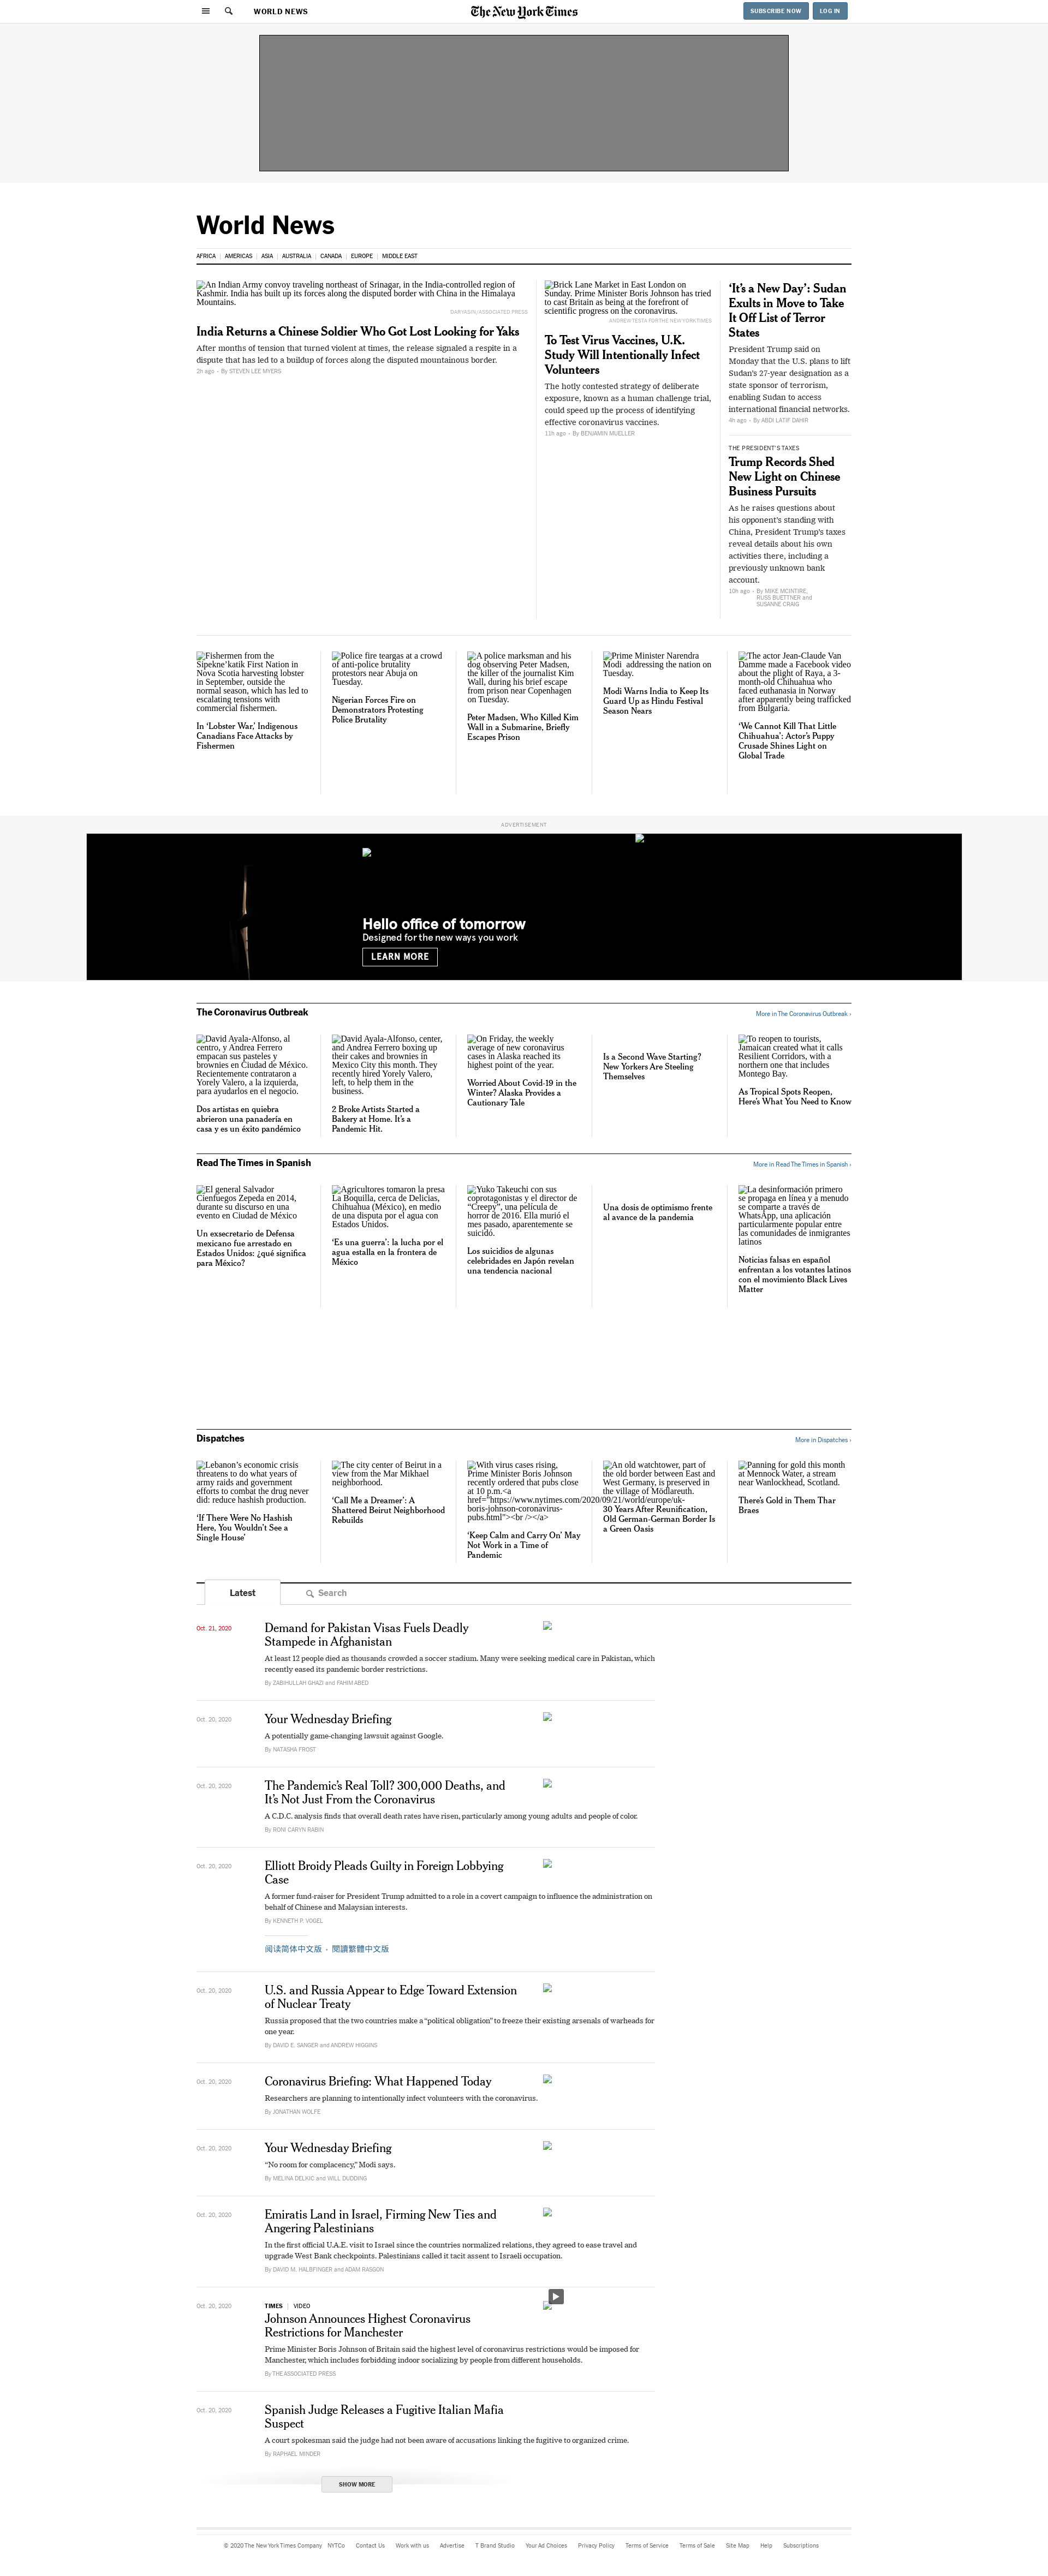 WORLD NEWS
The New York Times
SUBSCRIBE NOW
LOG IN
World News
AFRICA
AMERICAS
ASIA
AUSTRALIA
CANADA
EUROPE
MIDDLE EAST
An Indian Army convoy traveling northeast of Srinagar, in the India-controlled region of
Kashmir. India has built up its forces along the disputed border with China in the Himalaya
Mountains.
DAR YASIN/ASSOCIATED PRESS
India Returns a Chinese Soldier Who Got Lost Looking for Yaks
After months of tension that turned violent at times, the release signaled a respite in a
dispute that has led to a buildup of forces along the disputed mountainous border.
2h ago · By STEVEN LEE MYERS
Brick Lane Market in East London on
Sunday. Prime Minister Boris Johnson has tried
to cast Britain as being at the forefront of
scientific progress on the coronavirus.
ANDREW TESTA FOR THE NEW YORK TIMES
To Test Virus Vaccines, U.K.
Study Will Intentionally Infect
Volunteers
The hotly contested strategy of deliberate
exposure, known as a human challenge trial,
could speed up the process of identifying
effective coronavirus vaccines.
11h ago · By BENJAMIN MUELLER
‘It’s a New Day’: Sudan
Exults in Move to Take
It Off List of Terror
States
President Trump said on
Monday that the U.S. plans to lift
Sudan’s 27-year designation as a
state sponsor of terrorism,
enabling Sudan to access
international financial networks.
4h ago · By ABDI LATIF DAHIR
THE PRESIDENT’S TAXES
Trump Records Shed
New Light on Chinese
Business Pursuits
As he raises questions about
his opponent’s standing with
China, President Trump’s taxes
reveal details about his own
activities there, including a
previously unknown bank
account.
10h ago · By MIKE McINTIRE,
RUSS BUETTNER and
SUSANNE CRAIG
Fishermen from the
Sipekne’katik First Nation in
Nova Scotia harvesting lobster
in September, outside the
normal season, which has led to
escalating tensions with
commercial fishermen.
In ‘Lobster War,’ Indigenous
Canadians Face Attacks by
Fishermen
Police fire teargas at a crowd
of anti-police brutality
protestors near Abuja on
Tuesday.
Nigerian Forces Fire on
Demonstrators Protesting
Police Brutality
A police marksman and his
dog observing Peter Madsen,
the killer of the journalist Kim
Wall, during his brief escape
from prison near Copenhagen
on Tuesday.
Peter Madsen, Who Killed Kim
Wall in a Submarine, Briefly
Escapes Prison
Prime Minister Narendra
Modi addressing the nation on
Tuesday.
Modi Warns India to Keep Its
Guard Up as Hindu Festival
Season Nears
The actor Jean-Claude Van
Damme made a Facebook video
about the plight of Raya, a 3-
month-old Chihuahua who
faced euthanasia in Norway
after apparently being trafficked
from Bulgaria.
‘We Cannot Kill That Little
Chihuahua’: Actor’s Puppy
Crusade Shines Light on
Global Trade
ADVERTISEMENT
Hello office of tomorrow
Designed for the new ways you work
LEARN MORE
The Coronavirus Outbreak
More in The Coronavirus Outbreak ›
David Ayala-Alfonso, al
centro, y Andrea Ferrero
empacan sus pasteles y
brownies en Ciudad de México.
Recientemente contrataron a
Yorely Valero, a la izquierda,
para ayudarlos en el negocio.
Dos artistas en quiebra
abrieron una panadería en
casa y es un éxito pandémico
David Ayala-Alfonso, center,
and Andrea Ferrero boxing up
their cakes and brownies in
Mexico City this month. They
recently hired Yorely Valero,
left, to help them in the
business.
2 Broke Artists Started a
Bakery at Home. It’s a
Pandemic Hit.
On Friday, the weekly
average of new coronavirus
cases in Alaska reached its
highest point of the year.
Worried About Covid-19 in the
Winter? Alaska Provides a
Cautionary Tale
Is a Second Wave Starting?
New Yorkers Are Steeling
Themselves
To reopen to tourists,
Jamaican created what it calls
Resilient Corridors, with a
northern one that includes
Montego Bay.
As Tropical Spots Reopen,
Here’s What You Need to Know
Read The Times in Spanish
More in Read The Times in Spanish ›
El general Salvador
Cienfuegos Zepeda en 2014,
durante su discurso en una
evento en Ciudad de México
Un exsecretario de Defensa
mexicano fue arrestado en
Estados Unidos: ¿qué significa
para México?
Agricultores tomaron la presa
La Boquilla, cerca de Delicias,
Chihuahua (México), en medio
de una disputa por el agua con
Estados Unidos.
‘Es una guerra’: la lucha por el
agua estalla en la frontera de
México
Yuko Takeuchi con sus
coprotagonistas y el director de
“Creepy”, una película de
horror de 2016. Ella murió el
mes pasado, aparentemente se
suicidó.
Los suicidios de algunas
celebridades en Japón revelan
una tendencia nacional
Una dosis de optimismo frente
al avance de la pandemia
La desinformación primero
se propaga en línea y a menudo
se comparte a través de
WhatsApp, una aplicación
particularmente popular entre
las comunidades de inmigrantes
latinos
Noticias falsas en español
enfrentan a los votantes latinos
con el movimiento Black Lives
Matter
Dispatches
More in Dispatches ›
Lebanon’s economic crisis
threatens to do what years of
army raids and government
efforts to combat the drug never
did: reduce hashish production.
‘If There Were No Hashish
Here, You Wouldn’t See a
Single House’
The city center of Beirut in a
view from the Mar Mikhael
neighborhood.
‘Call Me a Dreamer’: A
Shattered Beirut Neighborhood
Rebuilds
With virus cases rising,
Prime Minister Boris Johnson
recently ordered that pubs close
at 10 p.m.<a
href="https://www.nytimes.com/2020/09/21/world/europe/uk-
boris-johnson-coronavirus-
pubs.html"><br /></a>
‘Keep Calm and Carry On’ May
Not Work in a Time of
Pandemic
An old watchtower, part of
the old border between East and
West Germany, is preserved in
the village of Mödlareuth.
30 Years After Reunification,
Old German-German Border Is
a Green Oasis
Panning for gold this month
at Mennock Water, a stream
near Wanlockhead, Scotland.
There’s Gold in Them Thar
Braes
Latest
Search
Oct. 21, 2020
Demand for Pakistan Visas Fuels Deadly
Stampede in Afghanistan
At least 12 people died as thousands crowded a soccer stadium. Many were seeking medical care in Pakistan, which
recently eased its pandemic border restrictions.
By ZABIHULLAH GHAZI and FAHIM ABED
Oct. 20, 2020
Your Wednesday Briefing
A potentially game-changing lawsuit against Google.
By NATASHA FROST
Oct. 20, 2020
The Pandemic’s Real Toll? 300,000 Deaths, and
It’s Not Just From the Coronavirus
A C.D.C. analysis finds that overall death rates have risen, particularly among young adults and people of color.
By RONI CARYN RABIN
Oct. 20, 2020
Elliott Broidy Pleads Guilty in Foreign Lobbying
Case
A former fund-raiser for President Trump admitted to a role in a covert campaign to influence the administration on
behalf of Chinese and Malaysian interests.
By KENNETH P. VOGEL
阅读简体中文版 · 閱讀繁體中文版
Oct. 20, 2020
U.S. and Russia Appear to Edge Toward Extension
of Nuclear Treaty
Russia proposed that the two countries make a “political obligation” to freeze their existing arsenals of warheads for
one year.
By DAVID E. SANGER and ANDREW HIGGINS
Oct. 20, 2020
Coronavirus Briefing: What Happened Today
Researchers are planning to intentionally infect volunteers with the coronavirus.
By JONATHAN WOLFE
Oct. 20, 2020
Your Wednesday Briefing
“No room for complacency,” Modi says.
By MELINA DELKIC and WILL DUDDING
Oct. 20, 2020
Emiratis Land in Israel, Firming New Ties and
Angering Palestinians
In the first official U.A.E. visit to Israel since the countries normalized relations, they agreed to ease travel and
upgrade West Bank checkpoints. Palestinians called it tacit assent to Israeli occupation.
By DAVID M. HALBFINGER and ADAM RASGON
Oct. 20, 2020
TIMES | VIDEO
Johnson Announces Highest Coronavirus
Restrictions for Manchester
Prime Minister Boris Johnson of Britain said the highest level of coronavirus restrictions would be imposed for
Manchester, which includes forbidding indoor socializing by people from different households.
By THE ASSOCIATED PRESS
Oct. 20, 2020
Spanish Judge Releases a Fugitive Italian Mafia
Suspect
A court spokesman said the judge had not been aware of accusations linking the fugitive to organized crime.
By RAPHAEL MINDER
SHOW MORE
© 2020 The New York Times Company
NYTCo
Contact Us
Work with us
Advertise
T Brand Studio
Your Ad Choices
Privacy Policy
Terms of Service
Terms of Sale
Site Map
Help
Subscriptions